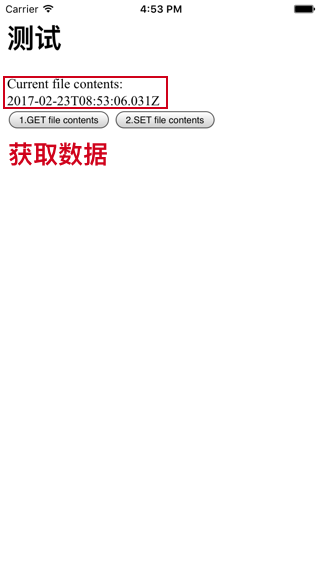 Carrier 4:53 PM
测试
Current file contents:
2017-02-23T08:53:06.031Z
1.GET file contents 2.SET file contents
获取数据